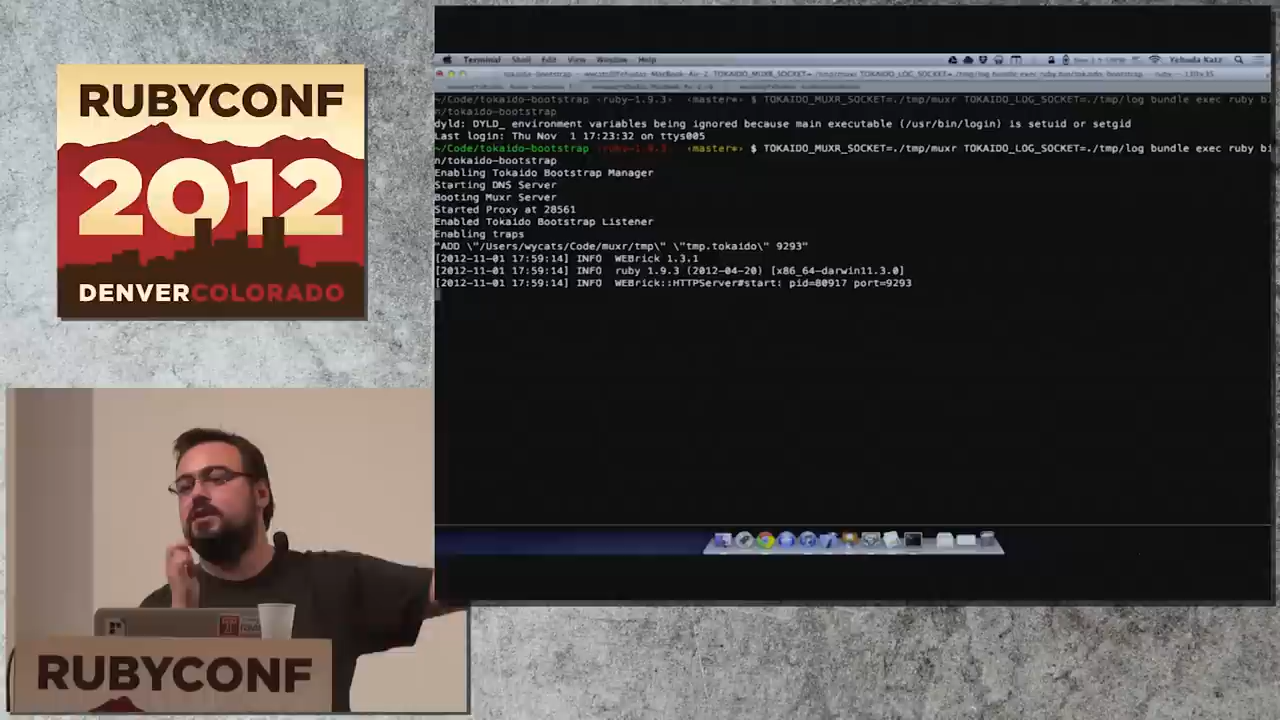 RUBYCONF
2012
DENVERCOLORADO
Terminal Shell Edit View Window Help
Yehuda Katz
~/Code/tokaido-bootstrap ‹ruby-1.9.3› ‹master*› $ TOKAIDO_MUXR_SOCKET=./tmp/muxr TOKAIDO_LOG_SOCKET=./tmp/log bundle exec ruby bi
n/tokaido-bootstrap
dyld: DYLD_ environment variables being ignored because main executable (/usr/bin/login) is setuid or setgid
Last login: Thu Nov  1 17:23:32 on ttys005
~/Code/tokaido-bootstrap ‹ruby-1.9.3 ‹master*› $ TOKAIDO_MUXR_SOCKET=./tmp/muxr TOKAIDO_LOG_SOCKET=./tmp/log bundle exec ruby bi
n/tokaido-bootstrap
Enabling Tokaido Bootstrap Manager
Starting DNS Server
Booting Muxr Server
Started Proxy at 28561
Enabled Tokaido Bootstrap Listener
Enabling traps
"ADD \"/Users/wycats/Code/muxr/tmp\" \"tmp.tokaido\" 9293"
[2012-11-01 17:59:14] INFO  WEBrick 1.3.1
[2012-11-01 17:59:14] INFO  ruby 1.9.3 (2012-04-20) [x86_64-darwin11.3.0]
[2012-11-01 17:59:14] INFO  WEBrick::HTTPServer#start: pid=80917 port=9293
RUBYCONF